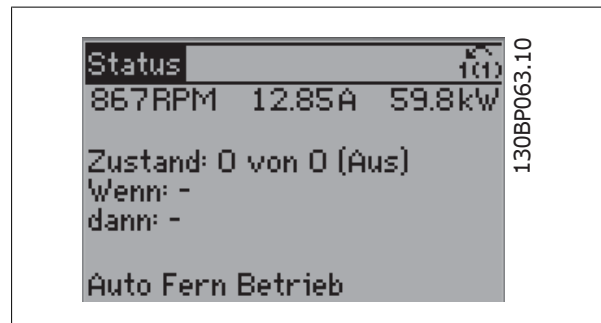 Status 1(1)
867RPM 12.85A 59.8kW
Zustand: 0 von 0 (Aus)
Wenn: -
dann: -
Auto Fern Betrieb
130BP063.10